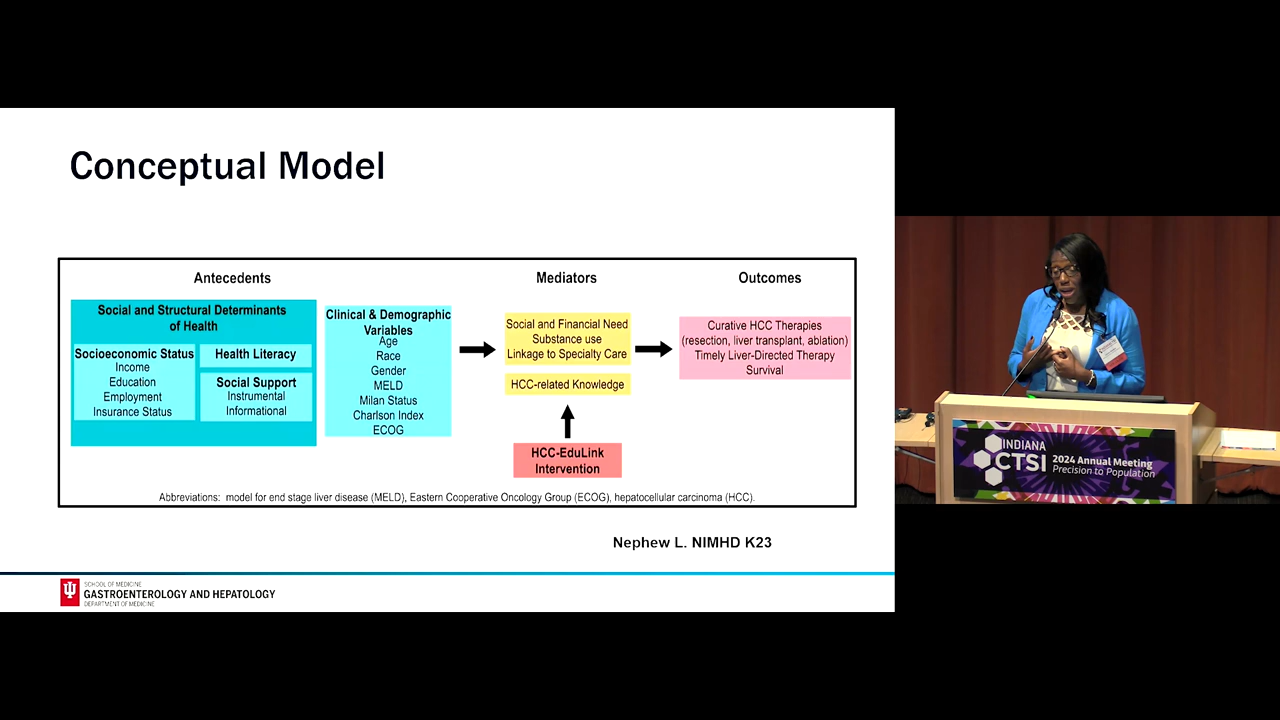 Conceptual Model
Antecedents
Mediators
Outcomes
Social and Structural Determinants
of Health
Socioeconomic Status
Income
Education
Employment
Insurance Status
Health Literacy
Social Support
Instrumental
Informational
Clinical & Demographic
Variables
Age
Race
Gender
MELD
Milan Status
Charlson Index
ECOG
Social and Financial Need
Substance use
Linkage to Specialty Care
HCC-related Knowledge
HCC-EduLink
Intervention
Curative HCC Therapies
(resection, liver transplant, ablation)
Timely Liver-Directed Therapy
Survival
Abbreviations: model for end stage liver disease (MELD), Eastern Cooperative Oncology Group (ECOG), hepatocellular carcinoma (HCC).
Nephew L. NIMHD K23
SCHOOL OF MEDICINE
GASTROENTEROLOGY AND HEPATOLOGY
DEPARTMENT OF MEDICINE
INDIANA
CTSI
2024 Annual Meeting
Precision to Population